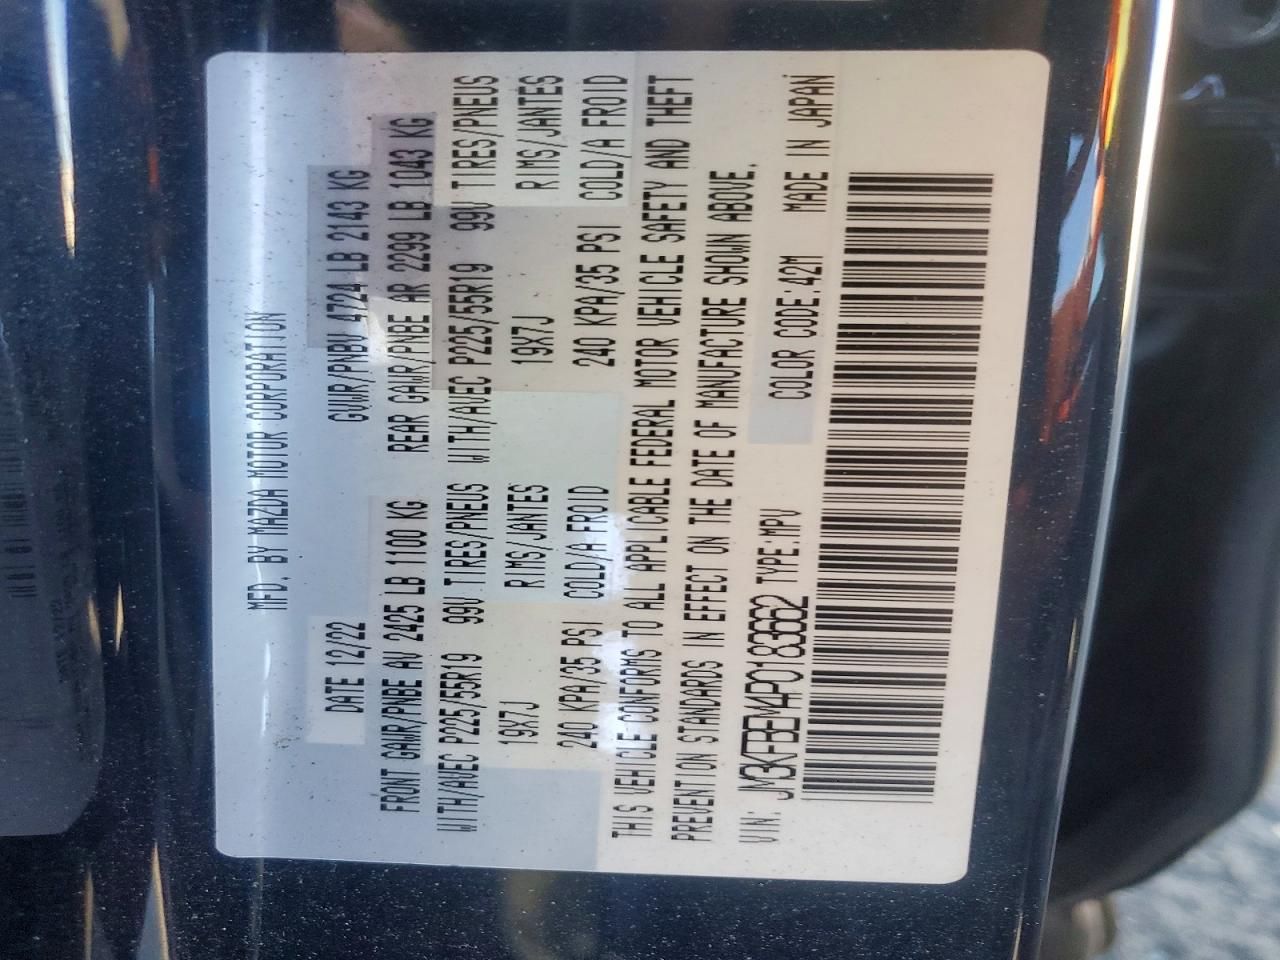 MFD. BY MAZDA MOTOR CORPORATION
DATE 12/22 GVWR/PNBV 4724 LB 2143 KG
FRONT GAWR/PNBE AV 2425 LB 1100 KG REAR GAWR/PNBE AR 2299 LB 1043 KG
WITH/AVEC P225/55R19 99V TIRES/PNEUS WITH/AVEC P225/55R19 99V TIRES/PNEUS
19X7J RIMS/JANTES 19X7J RIMS/JANTES
240 KPA/35 PSI COLD/A FROID 240 KPA/35 PSI COLD/A FROID
THIS VEHICLE CONFORMS TO ALL APPLICABLE FEDERAL MOTOR VEHICLE SAFETY AND THEFT
PREVENTION STANDARDS IN EFFECT ON THE DATE OF MANUFACTURE SHOWN ABOVE.
VIN: JM3KFBEM4P0183662 TYPE:MPV COLOR CODE:42M MADE IN JAPAN